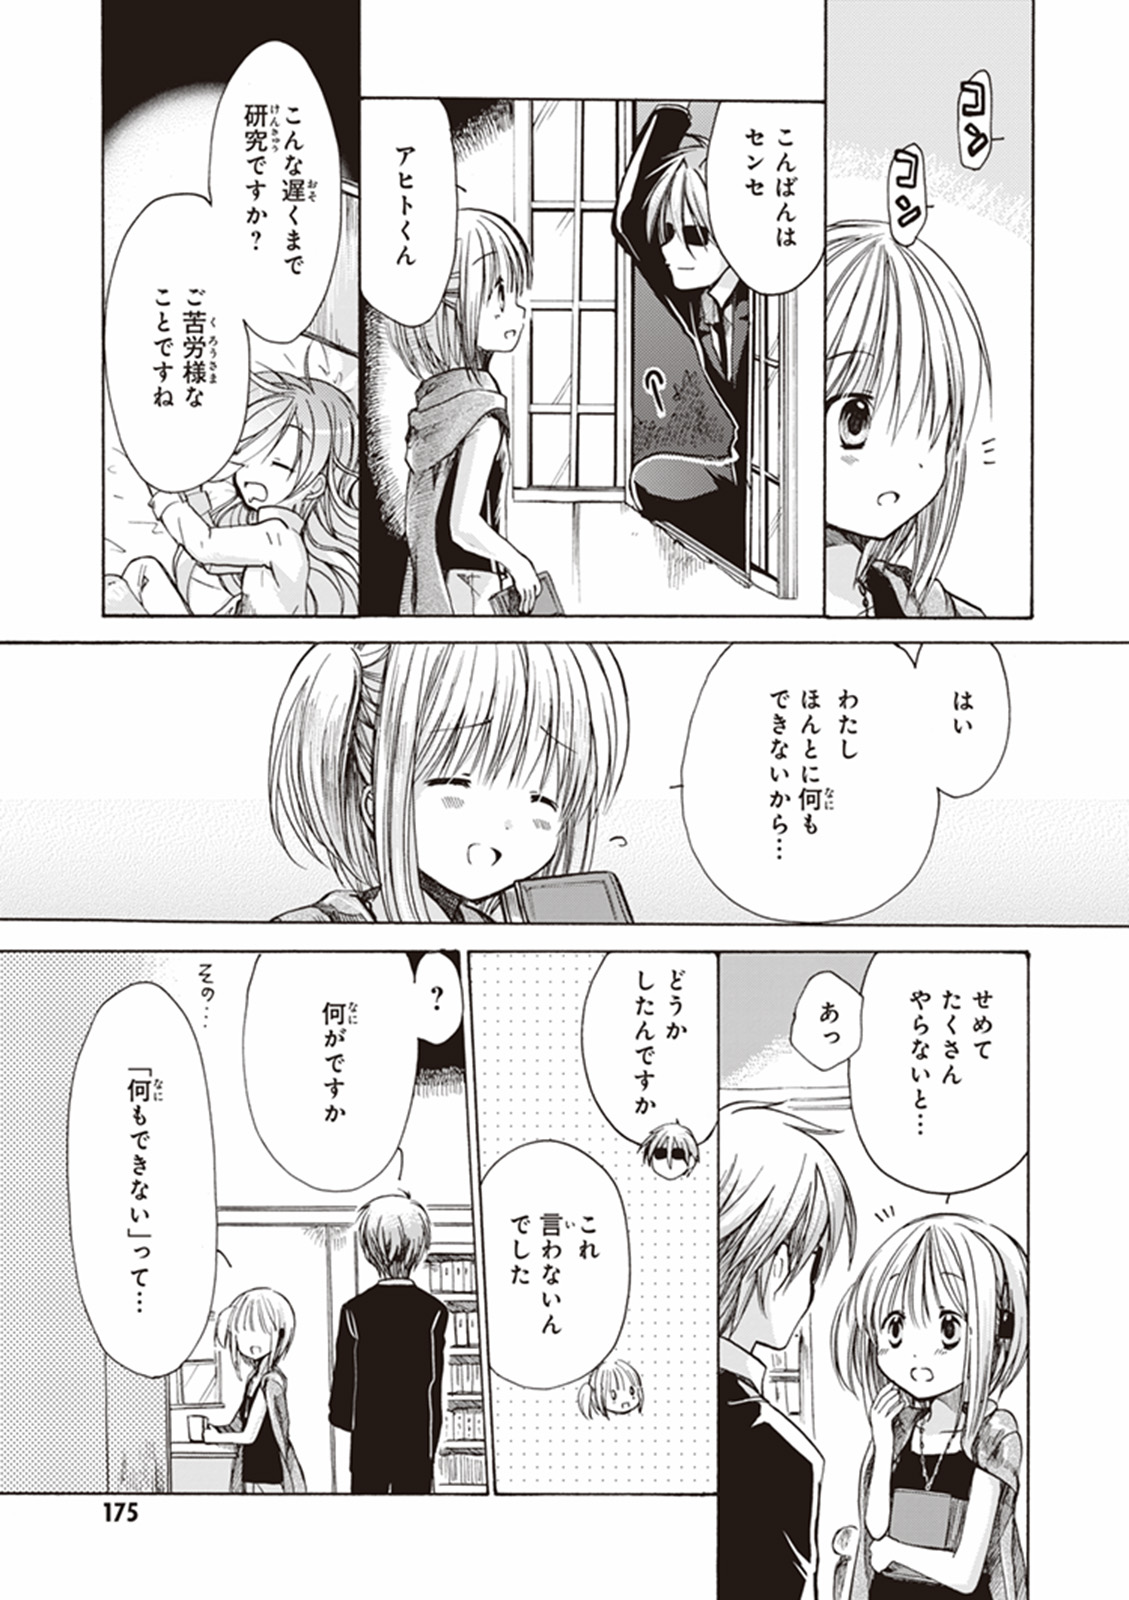 コン
コン
こんばんは
センセ
アヒトくん
こんな遅くまで
研究ですか?
ご苦労様な
ことですね
はい
わたし
ほんとに何も
できないから…
せめて
たくさん
やらないと…
あっ
どうか
したんですか
これ
言わないん
でした
?
何がですか
その…
「何もできない」って…
175